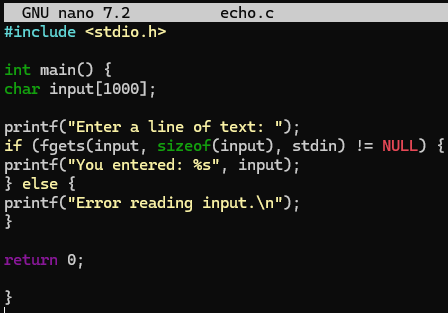 GNU nano 7.2 echo.c
#include <stdio.h>

int main() {
char input[1000];

printf("Enter a line of text: ");
if (fgets(input, sizeof(input), stdin) != NULL) {
printf("You entered: %s", input);
} else {
printf("Error reading input.\n");
}

return 0;

}